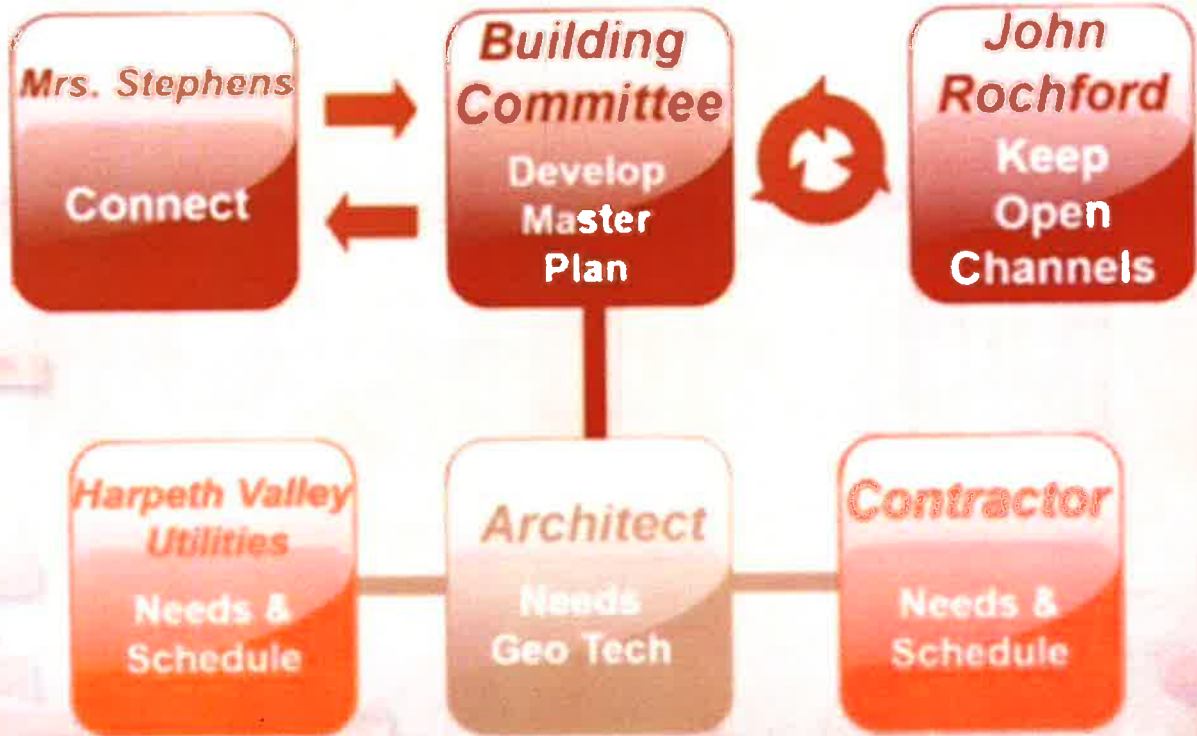 Mrs. Stephens
Connect
Building
Committee
Develop
Master
Plan
John
Rochford
Keep
Open
Channels
Harpeth Valley
Utilities
Needs &
Schedule
Architect
Needs
Geo Tech
Contractor
Needs &
Schedule